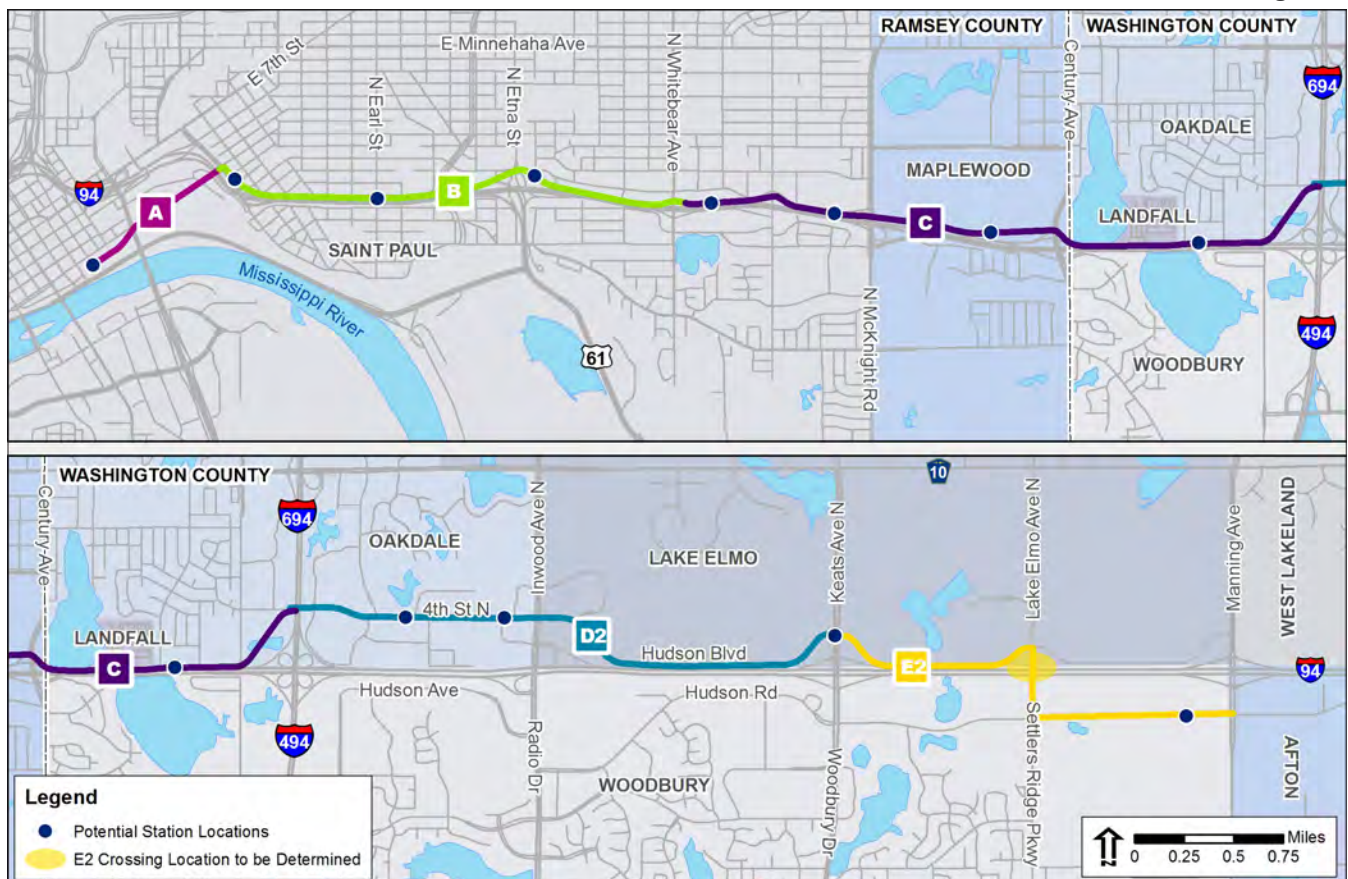 RAMSEY COUNTY
WASHINGTON COUNTY
E Minnehaha Ave
E 7th St
N Earl St
N Etna St
N Whitebear Ave
Century Ave
694
OAKDALE
94
MAPLEWOOD
A
B
C
LANDFALL
SAINT PAUL
Mississippi River
61
N McKnight Rd
494
WOODBURY
WASHINGTON COUNTY
10
Century Ave
694
OAKDALE
N Inwood Ave
LAKE ELMO
Keats Ave N
Lake Elmo Ave N
Manning Ave
WEST LAKELAND
4th St N
LANDFALL
D2
C
Hudson Blvd
E2
94
Hudson Ave
Hudson Rd
494
Radio Dr
WOODBURY
Woodbury Dr
Settlers Ridge Pkwy
AFTON
Legend
Potential Station Locations
E2 Crossing Location to be Determined
Miles
0 0.25 0.5 0.75